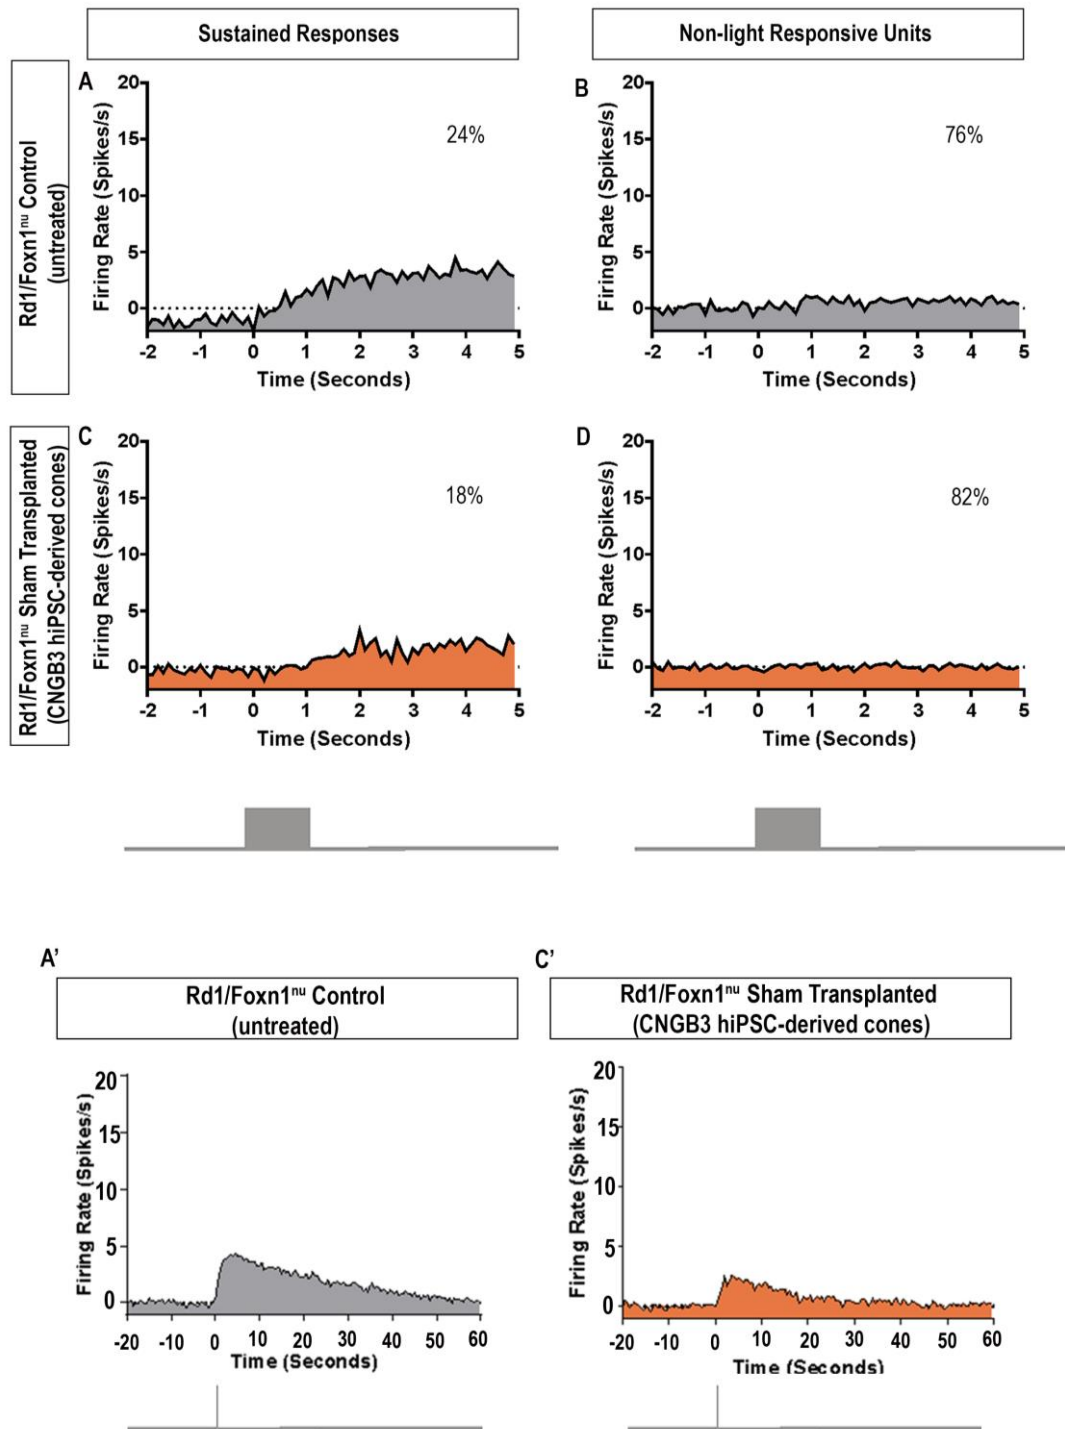 Sustained Responses
Non-light Responsive Units
Rd1/Foxn1ⁿᵘ Control
(untreated)
A
20
15
10
5
0
24%
Firing Rate (Spikes/s)
-2 -1 0 1 2 3 4 5
Time (Seconds)
B
20
15
10
5
0
76%
Firing Rate (Spikes/s)
-2 -1 0 1 2 3 4 5
Time (Seconds)
Rd1/Foxn1ⁿᵘ Sham Transplanted
(CNGB3 hiPSC-derived cones)
C
20
15
10
5
0
18%
Firing Rate (Spikes/s)
-2 -1 0 1 2 3 4 5
Time (Seconds)
D
20
15
10
5
0
82%
Firing Rate (Spikes/s)
-2 -1 0 1 2 3 4 5
Time (Seconds)
A'
Rd1/Foxn1ⁿᵘ Control
(untreated)
20
15
10
5
0
Firing Rate (Spikes/s)
-20 -10 0 10 20 30 40 50 60
Time (Seconds)
C'
Rd1/Foxn1ⁿᵘ Sham Transplanted
(CNGB3 hiPSC-derived cones)
20
15
10
5
0
Firing Rate (Spikes/s)
-20 -10 0 10 20 30 40 50 60
Time (Seconds)